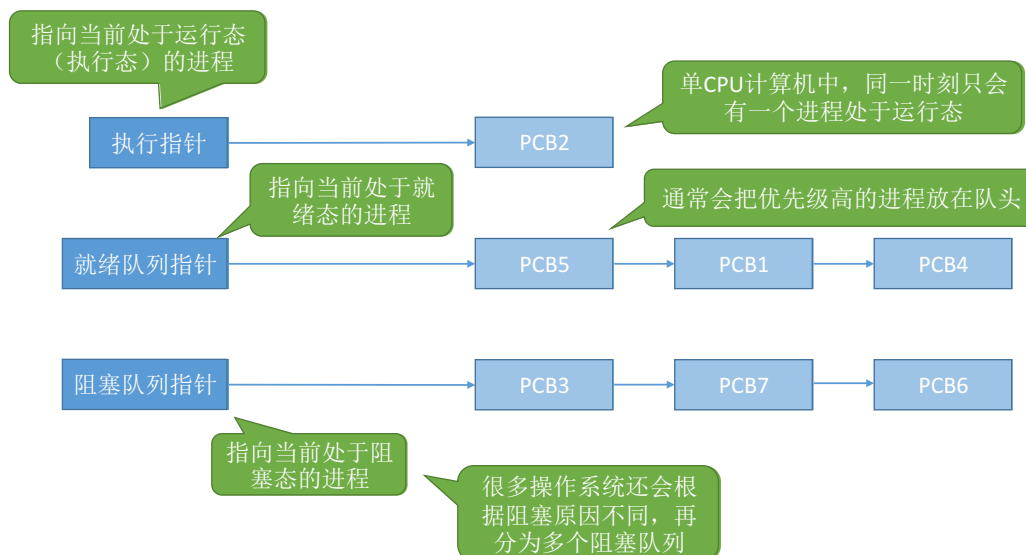 指向当前处于运行态
（执行态）的进程
单CPU计算机中，同一时刻只会
有一个进程处于运行态
执行指针
PCB2
指向当前处于就
绪态的进程
通常会把优先级高的进程放在队头
就绪队列指针
PCB5
PCB1
PCB4
阻塞队列指针
PCB3
PCB7
PCB6
指向当前处于阻
塞态的进程
很多操作系统还会根
据阻塞原因不同，再
分为多个阻塞队列